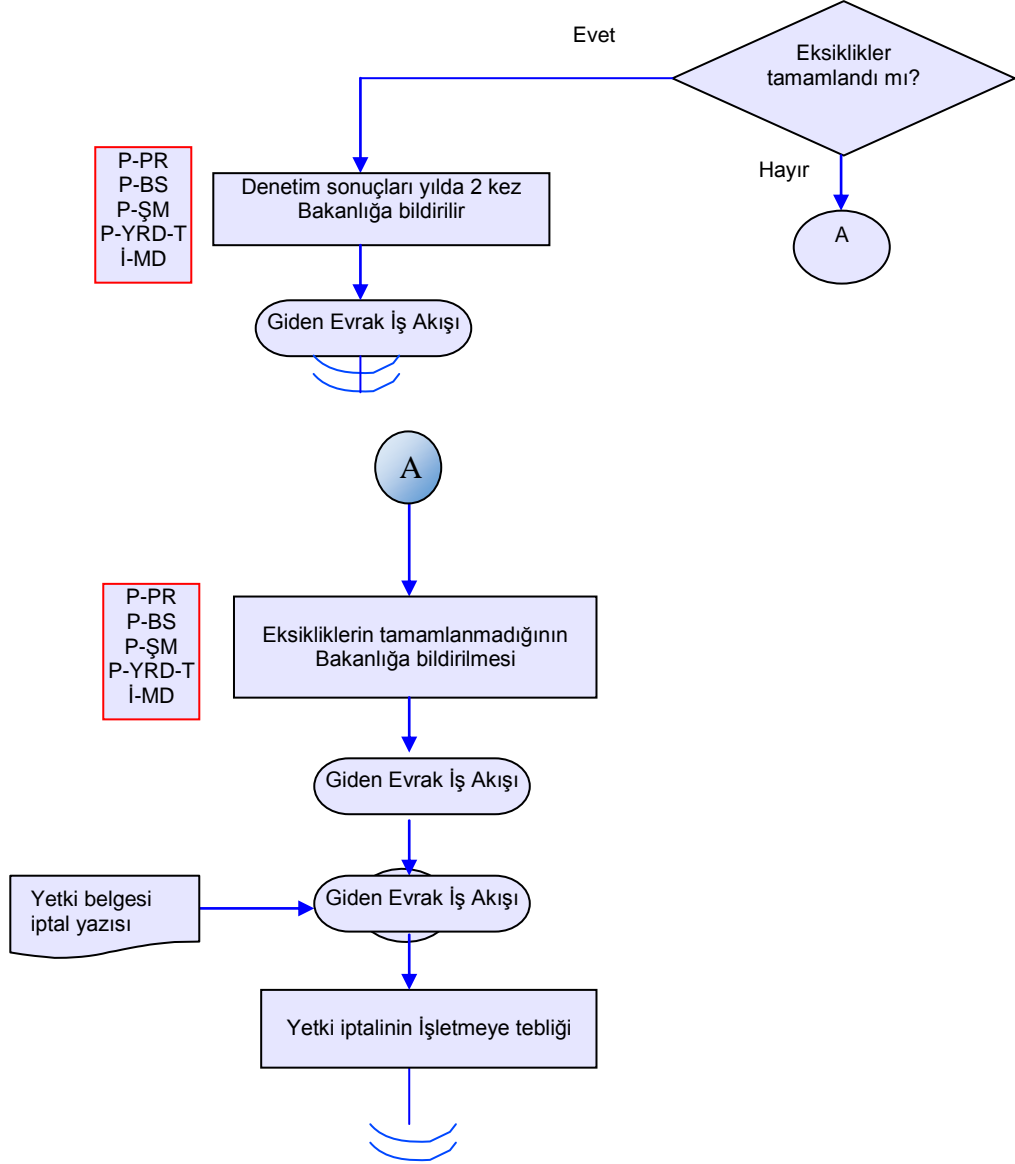 Evet
Eksiklikler
tamamlandı mı?
Hayır
A
P-PR
P-BS
P-ŞM
P-YRD-T
İ-MD
Denetim sonuçları yılda 2 kez
Bakanlığa bildirilir
Giden Evrak İş Akışı
A
P-PR
P-BS
P-ŞM
P-YRD-T
İ-MD
Eksikliklerin tamamlanmadığının
Bakanlığa bildirilmesi
Giden Evrak İş Akışı
Yetki belgesi
iptal yazısı
Giden Evrak İş Akışı
Yetki iptalinin İşletmeye tebliği